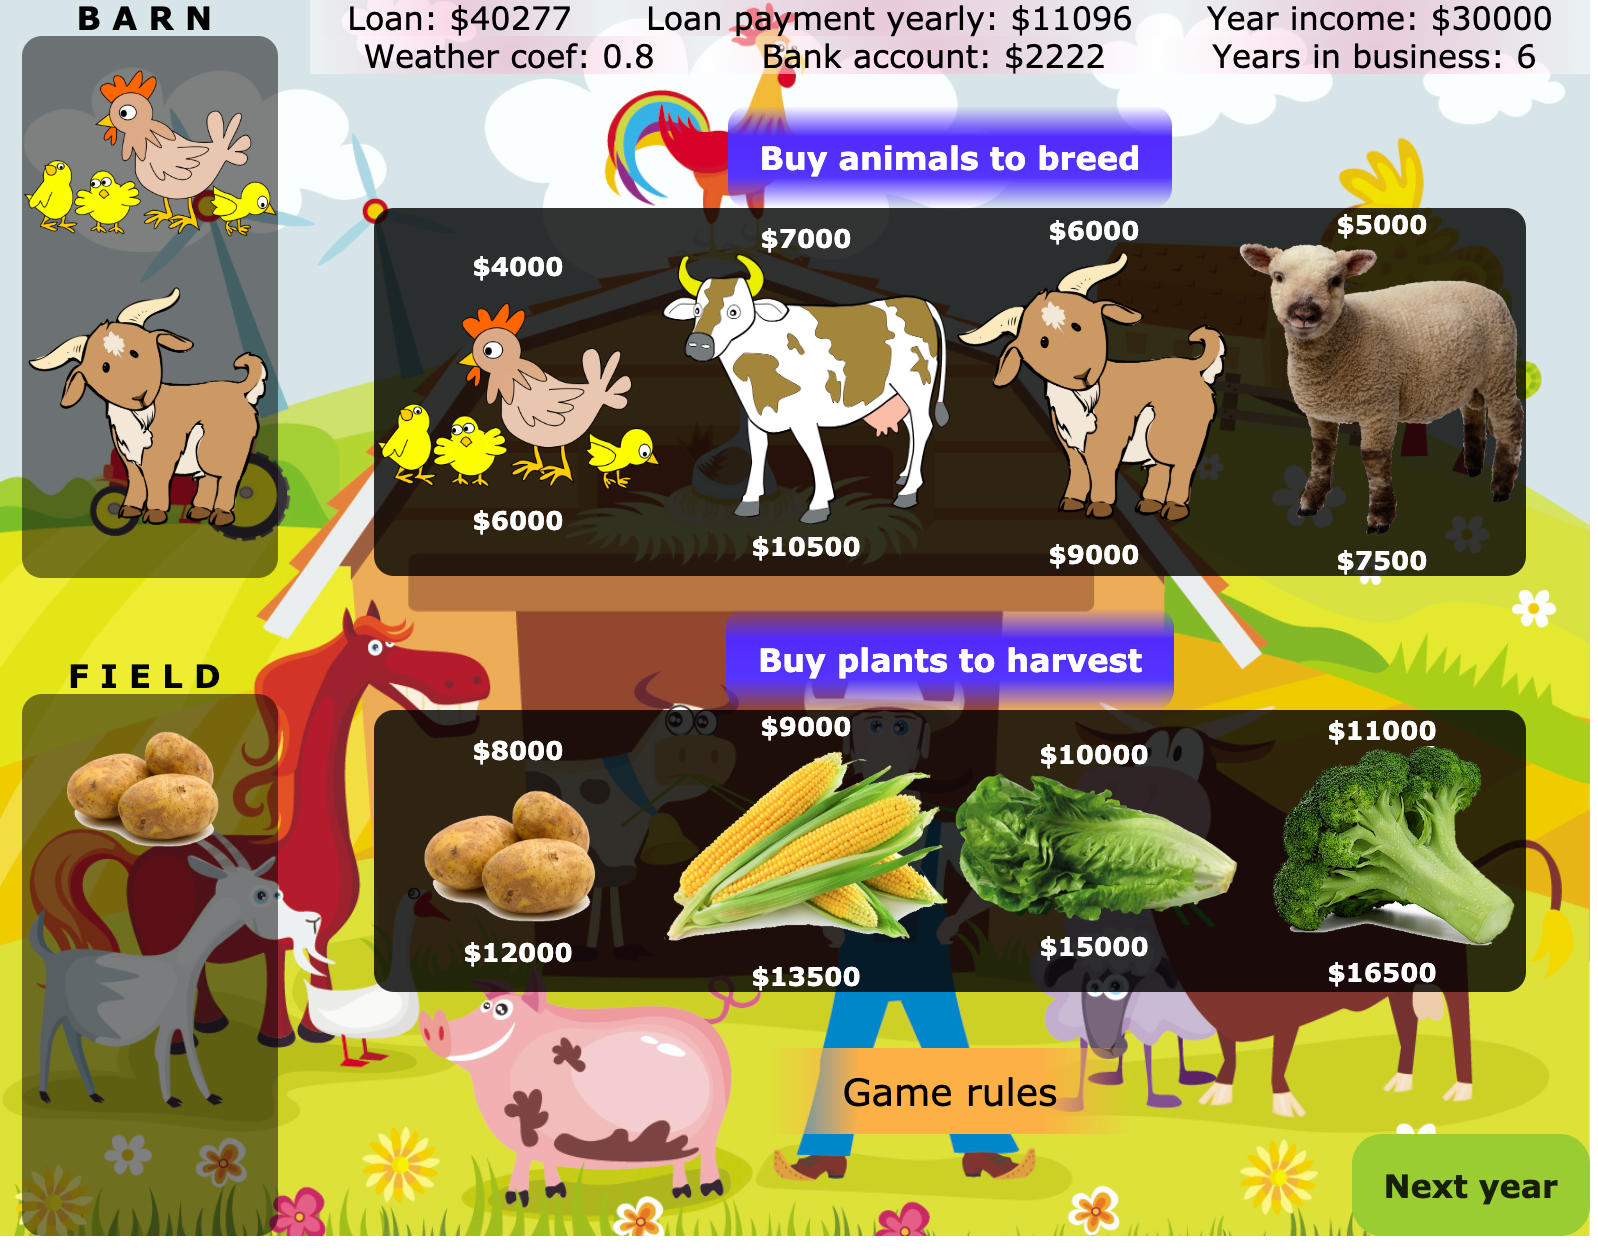 B A R N
Loan: $40277 Loan payment yearly: $11096 Year income: $30000
Weather coef: 0.8 Bank account: $2222 Years in business: 6
Buy animals to breed
$4000 $7000 $6000 $5000
$6000 $10500 $9000 $7500
Buy plants to harvest
F I E L D
$8000 $9000 $10000 $11000
$12000 $13500 $15000 $16500
Game rules
Next year